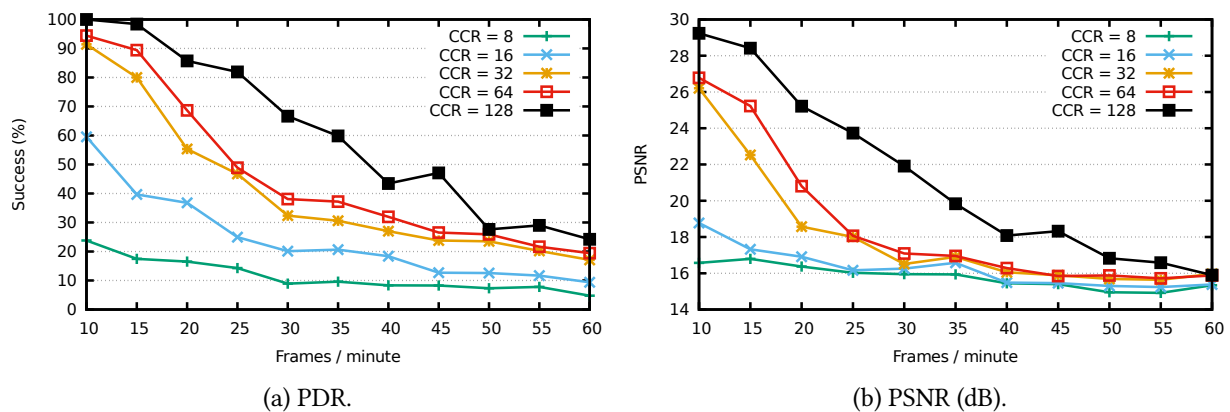 100
90
80
70
60
50
40
30
20
10
0
Success (%)
CCR = 8
CCR = 16
CCR = 32
CCR = 64
CCR = 128
10 15 20 25 30 35 40 45 50 55 60
Frames / minute
(a) PDR.
30
28
26
24
22
20
18
16
14
PSNR
CCR = 8
CCR = 16
CCR = 32
CCR = 64
CCR = 128
10 15 20 25 30 35 40 45 50 55 60
Frames / minute
(b) PSNR (dB).